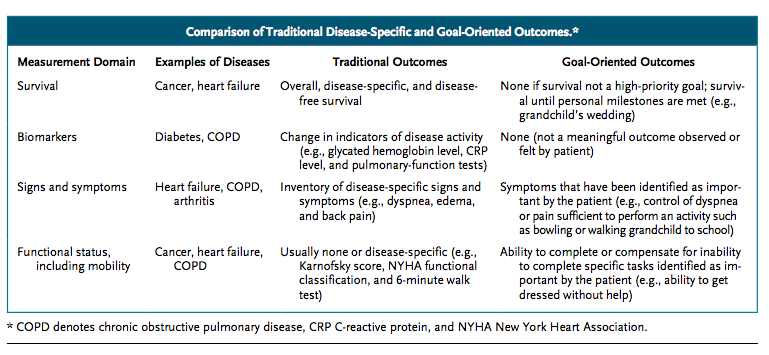 Comparison of Traditional Disease-Specific and Goal-Oriented Outcomes.*
Measurement Domain Examples of Diseases Traditional Outcomes Goal-Oriented Outcomes
Survival Cancer, heart failure Overall, disease-specific, and disease- None if survival not a high-priority goal; surviv-
free survival al until personal milestones are met (e.g.,
grandchild's wedding)
Biomarkers Diabetes, COPD Change in indicators of disease activity None (not a meaningful outcome observed or
(e.g., glycated hemoglobin level, CRP felt by patient)
level, and pulmonary-function tests)
Signs and symptoms Heart failure, COPD, Inventory of disease-specific signs and Symptoms that have been identified as impor-
arthritis symptoms (e.g., dyspnea, edema, tant by the patient (e.g., control of dyspnea
and back pain) or pain sufficient to perform an activity such
as bowling or walking grandchild to school)
Functional status, Cancer, heart failure, Usually none or disease-specific (e.g., Ability to complete or compensate for inability
including mobility COPD Karnofsky score, NYHA functional to complete specific tasks identified as im-
classification, and 6-minute walk portant by the patient (e.g., ability to get
test) dressed without help)
* COPD denotes chronic obstructive pulmonary disease, CRP C-reactive protein, and NYHA New York Heart Association.